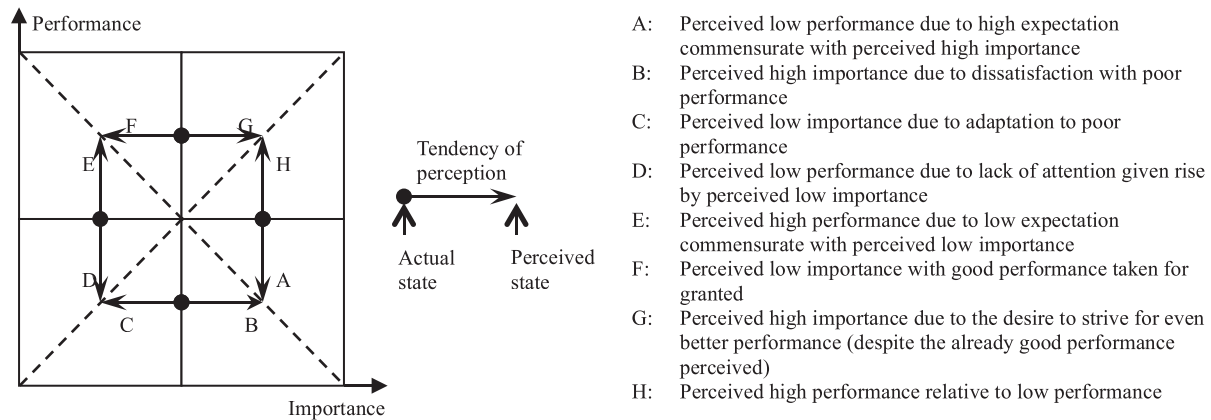 Performance
F
G
E
H
D
A
C
B
Importance
Tendency of
perception
Actual
state
Perceived
state
A: Perceived low performance due to high expectation
commensurate with perceived high importance
B: Perceived high importance due to dissatisfaction with poor
performance
C: Perceived low importance due to adaptation to poor
performance
D: Perceived low performance due to lack of attention given rise
by perceived low importance
E: Perceived high performance due to low expectation
commensurate with perceived low importance
F: Perceived low importance with good performance taken for
granted
G: Perceived high importance due to the desire to strive for even
better performance (despite the already good performance
perceived)
H: Perceived high performance relative to low performance